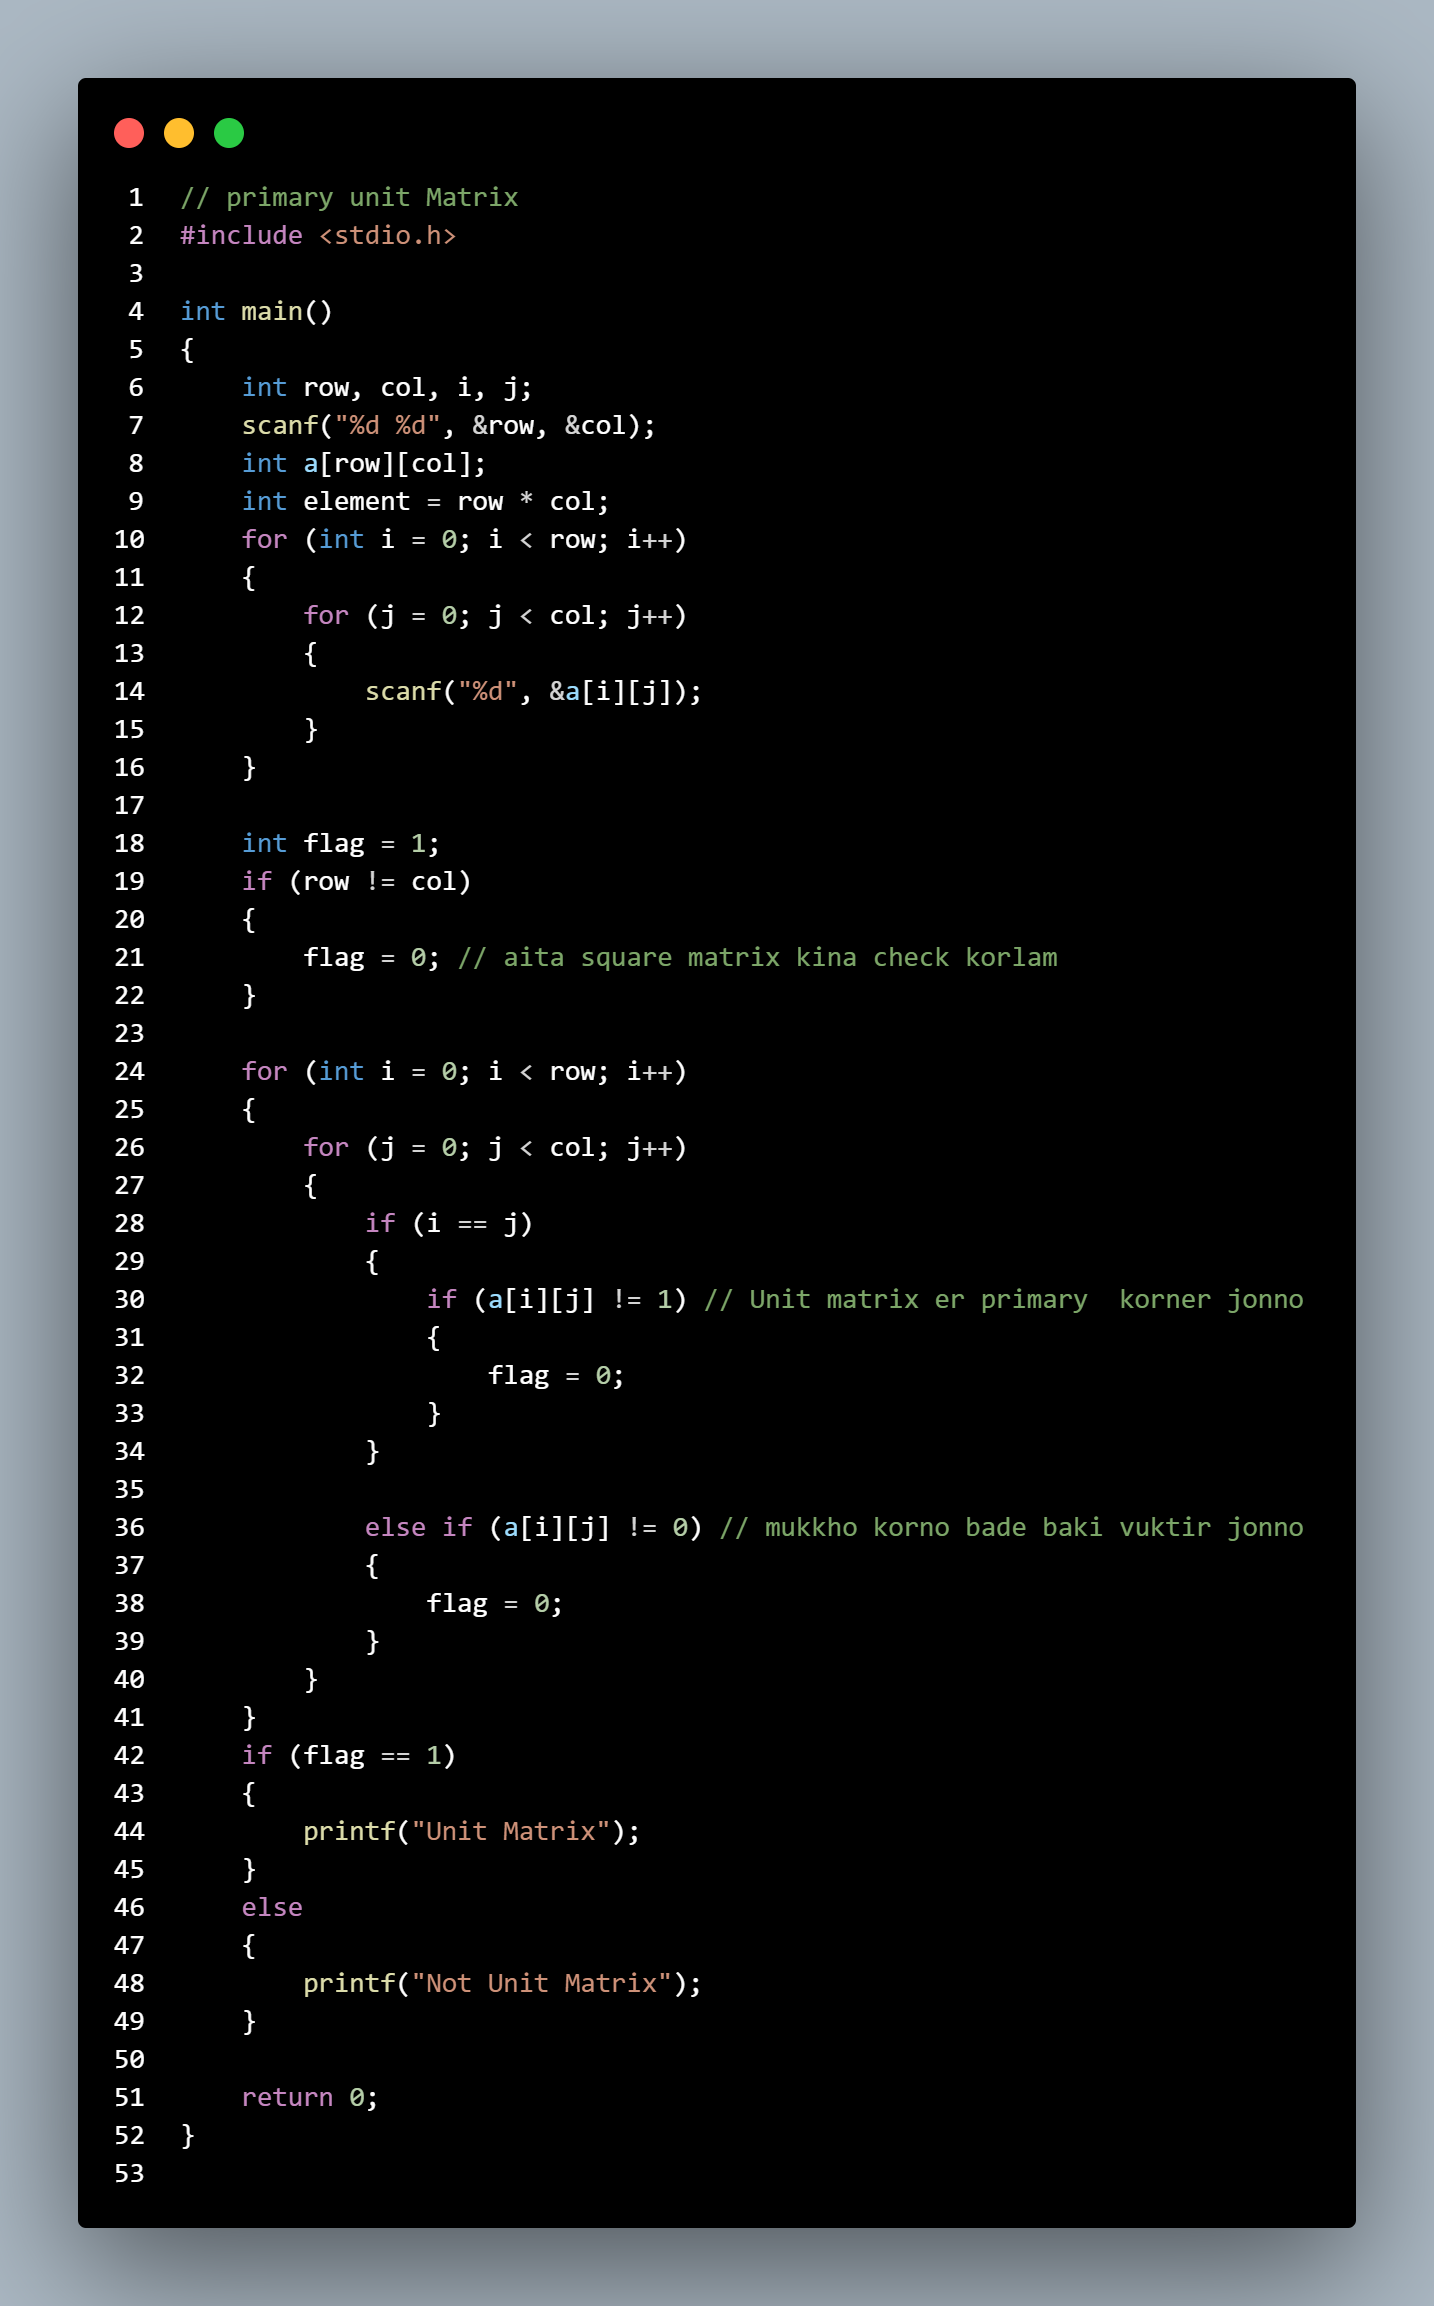 1 // primary unit Matrix
2 #include <stdio.h>
3
4 int main()
5 {
6     int row, col, i, j;
7     scanf("%d %d", &row, &col);
8     int a[row][col];
9     int element = row * col;
10     for (int i = 0; i < row; i++)
11     {
12         for (j = 0; j < col; j++)
13         {
14             scanf("%d", &a[i][j]);
15         }
16     }
17
18     int flag = 1;
19     if (row != col)
20     {
21         flag = 0; // aita square matrix kina check korlam
22     }
23
24     for (int i = 0; i < row; i++)
25     {
26         for (j = 0; j < col; j++)
27         {
28             if (i == j)
29             {
30                 if (a[i][j] != 1) // Unit matrix er primary  korner jonno
31                 {
32                     flag = 0;
33                 }
34             }
35
36             else if (a[i][j] != 0) // mukkho korno bade baki vuktir jonno
37             {
38                 flag = 0;
39             }
40         }
41     }
42     if (flag == 1)
43     {
44         printf("Unit Matrix");
45     }
46     else
47     {
48         printf("Not Unit Matrix");
49     }
50
51     return 0;
52 }
53